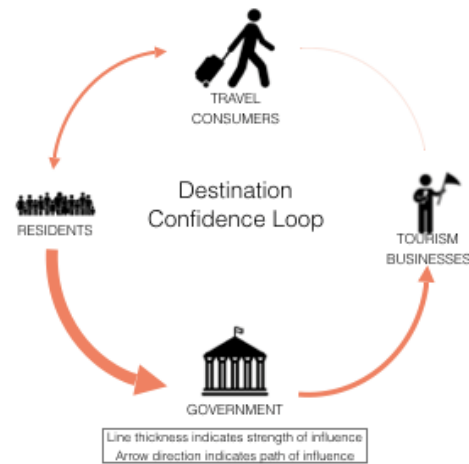 TRAVEL
CONSUMERS
Destination
Confidence Loop
RESIDENTS
TOURISM
BUSINESSES
GOVERNMENT
Line thickness indicates strength of influence
Arrow direction indicates path of influence